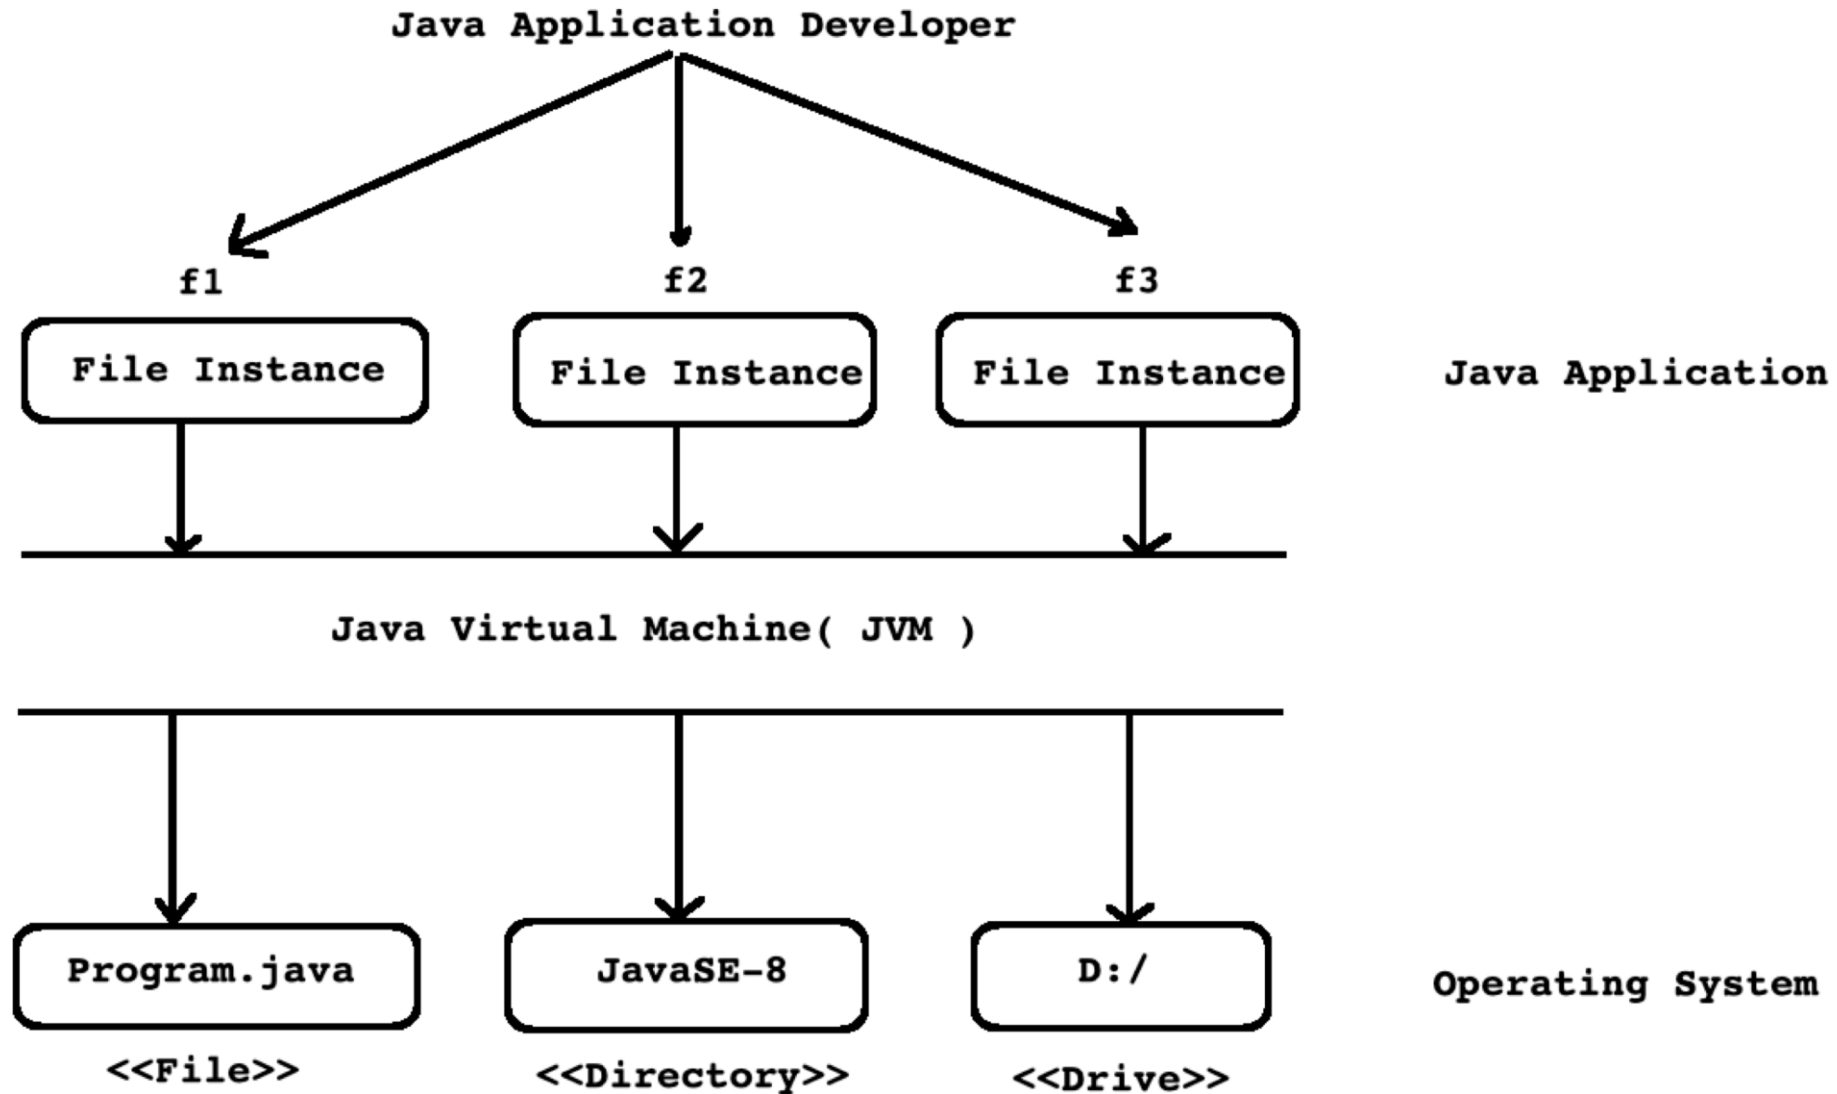 Java Application Developer
f1
f2
f3
File Instance
File Instance
File Instance
Java Application
Java Virtual Machine( JVM )
Program.java
JavaSE-8
D:/
Operating System
<<File>>
<<Directory>>
<<Drive>>